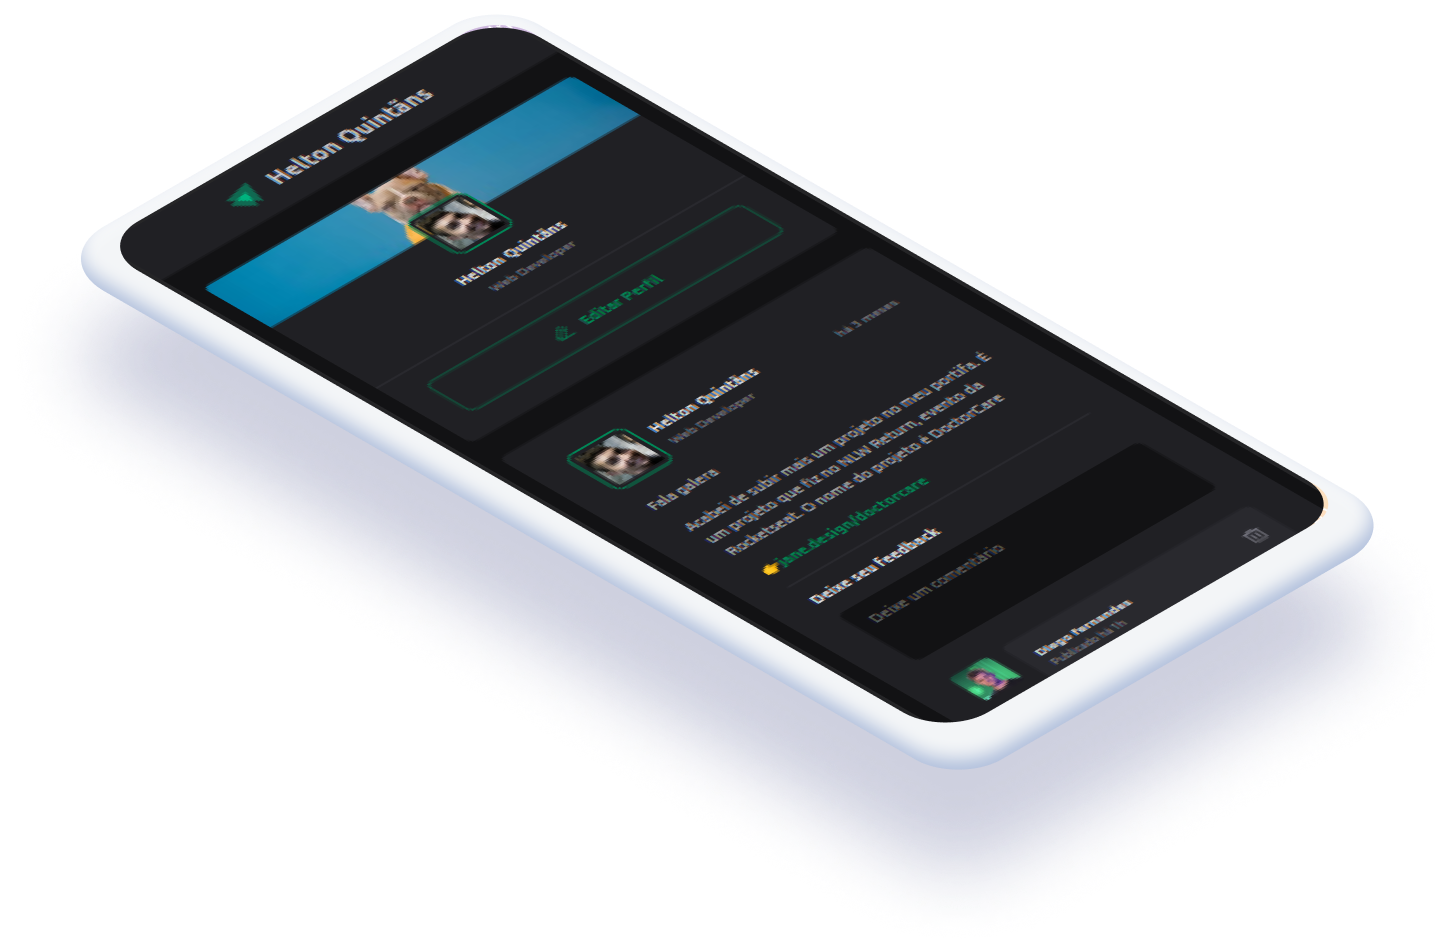 Helton Quintãns
Helton Quintãns
Web Developer
Editar Perfil
Helton Quintãns
Web Developer
há 3 meses
Fala galera
Acabei de subir mais um projeto no meu portifa. É
um projeto que fiz no NLW Return, evento da
Rocketseat. O nome do projeto é DoctorCare
👉jane.design/doctorcare
Deixe seu Feedback
Deixe um comentário
Diego Fernandes
Publicado há 1h